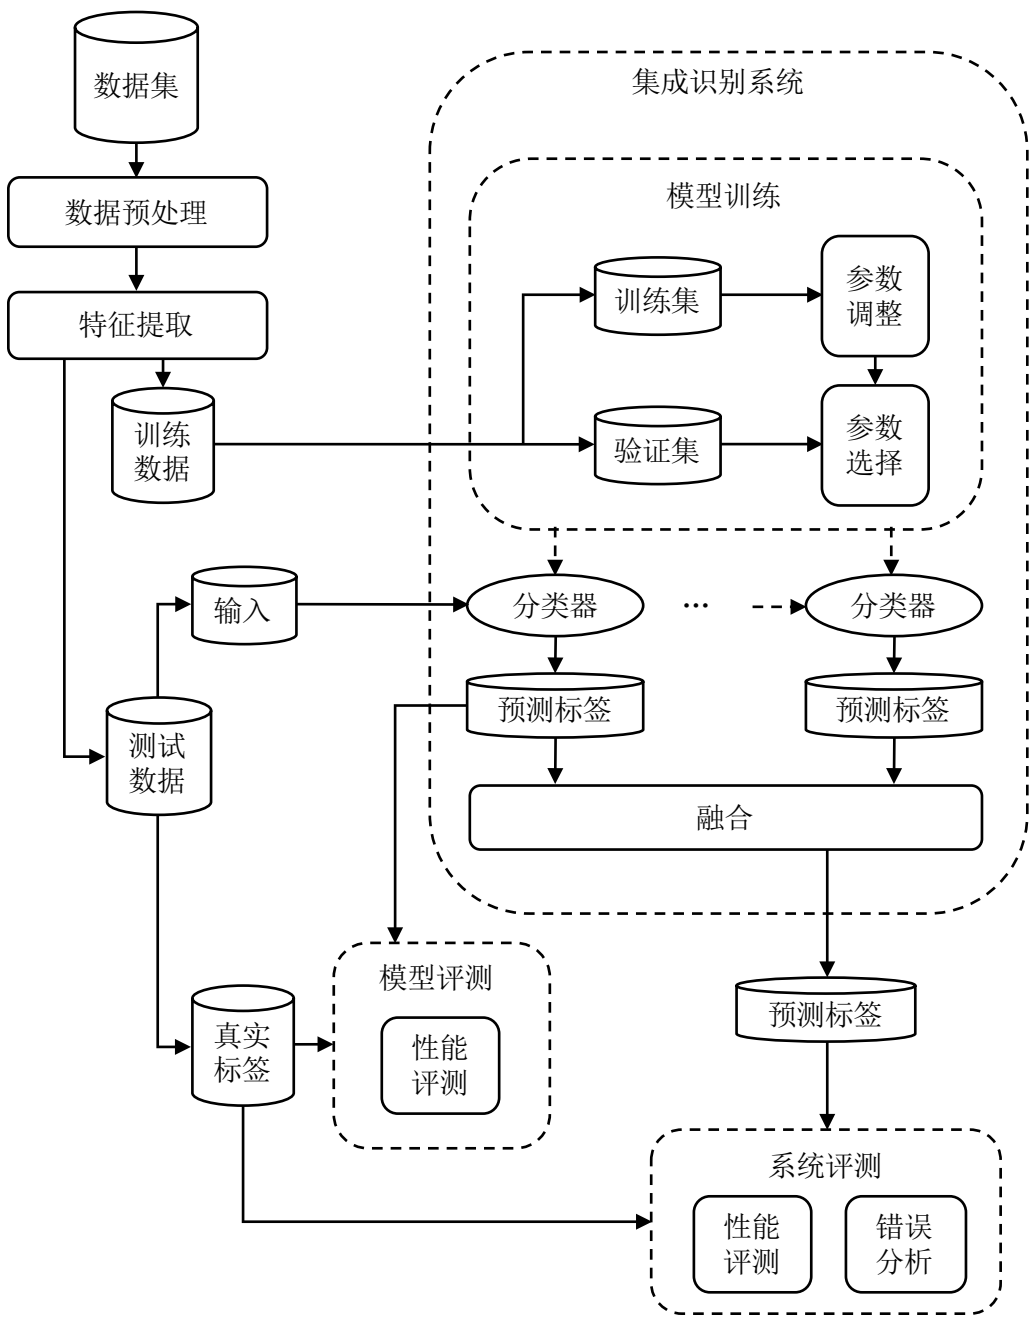 数据集
集成识别系统
数据预处理
模型训练
特征提取
训练集
参数
调整
训练
数据
验证集
参数
选择
输入
分类器
…
分类器
预测标签
预测标签
测试
数据
融合
模型评测
性能
评测
真实
标签
预测标签
系统评测
性能
评测
错误
分析